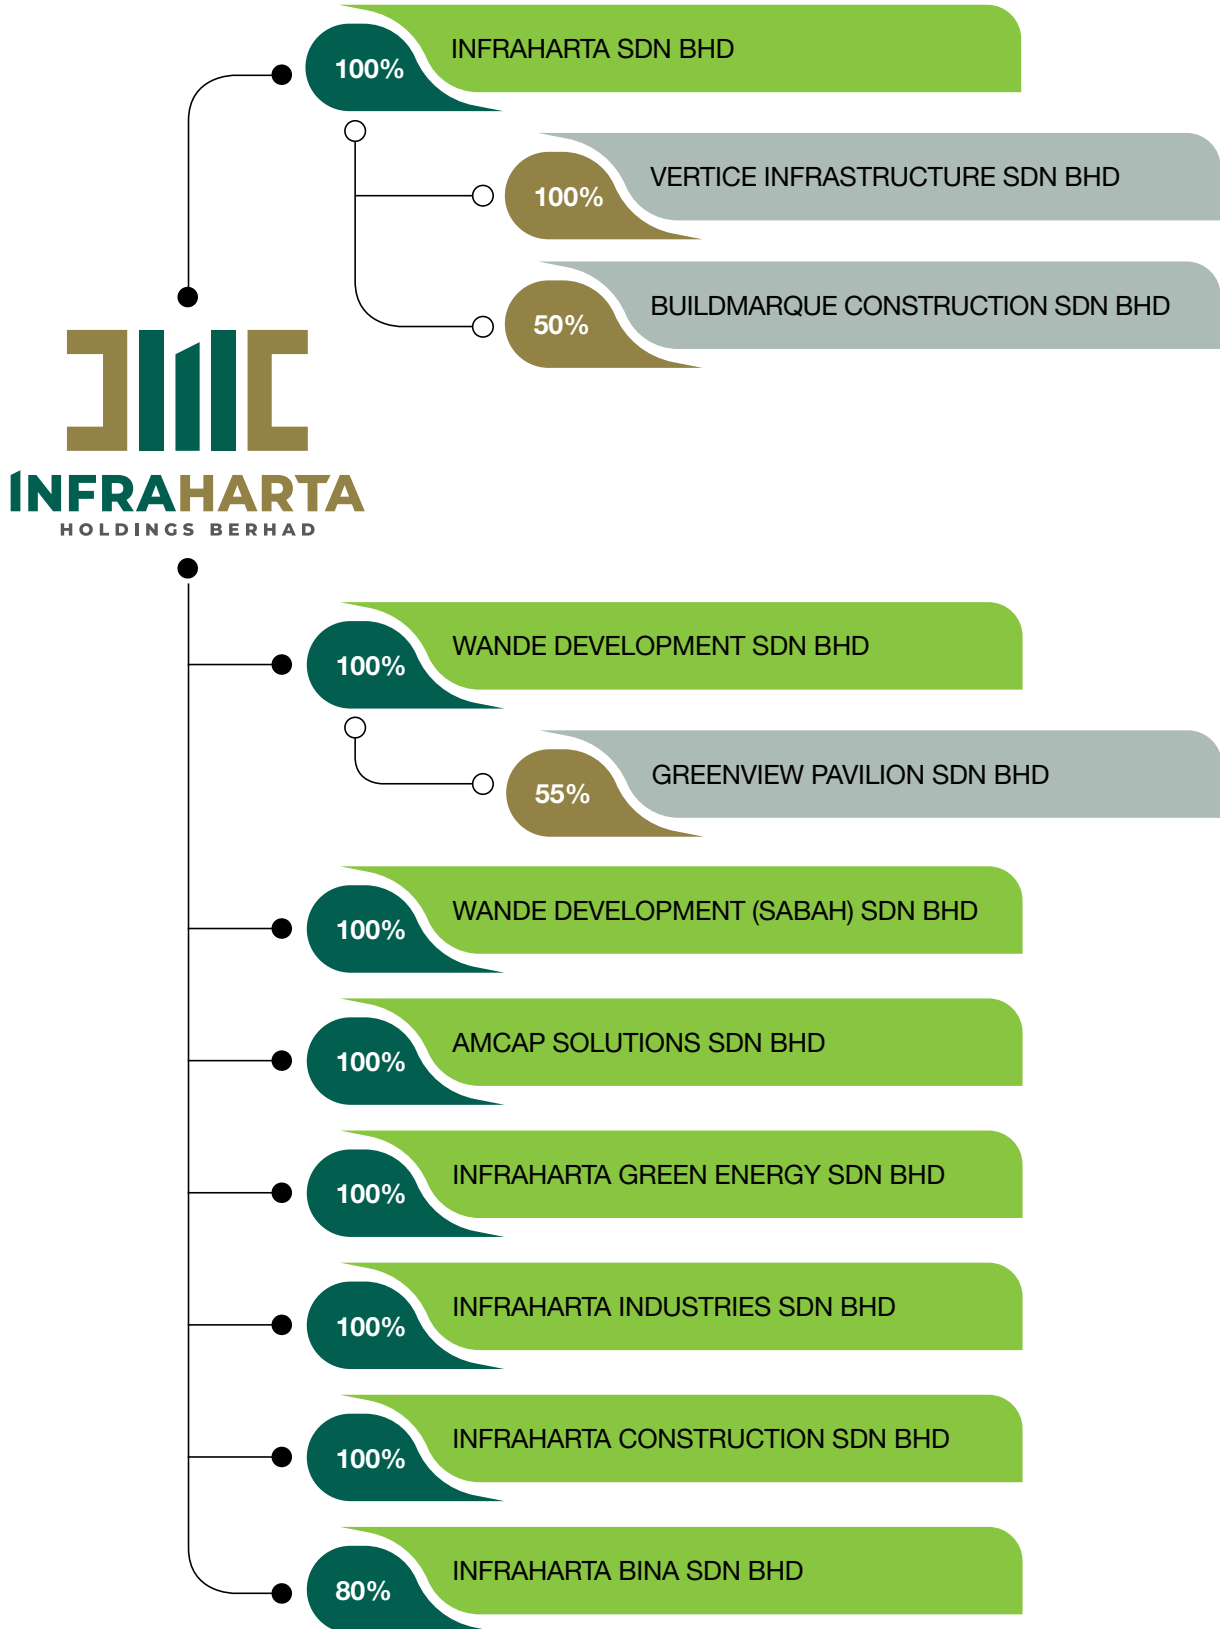 100%
INFRAHARTA SDN BHD
100%
VERTICE INFRASTRUCTURE SDN BHD
50%
BUILDMARQUE CONSTRUCTION SDN BHD
INFRAHARTA
HOLDINGS BERHAD
100%
WANDE DEVELOPMENT SDN BHD
55%
GREENVIEW PAVILION SDN BHD
100%
WANDE DEVELOPMENT (SABAH) SDN BHD
100%
AMCAP SOLUTIONS SDN BHD
100%
INFRAHARTA GREEN ENERGY SDN BHD
100%
INFRAHARTA INDUSTRIES SDN BHD
100%
INFRAHARTA CONSTRUCTION SDN BHD
80%
INFRAHARTA BINA SDN BHD